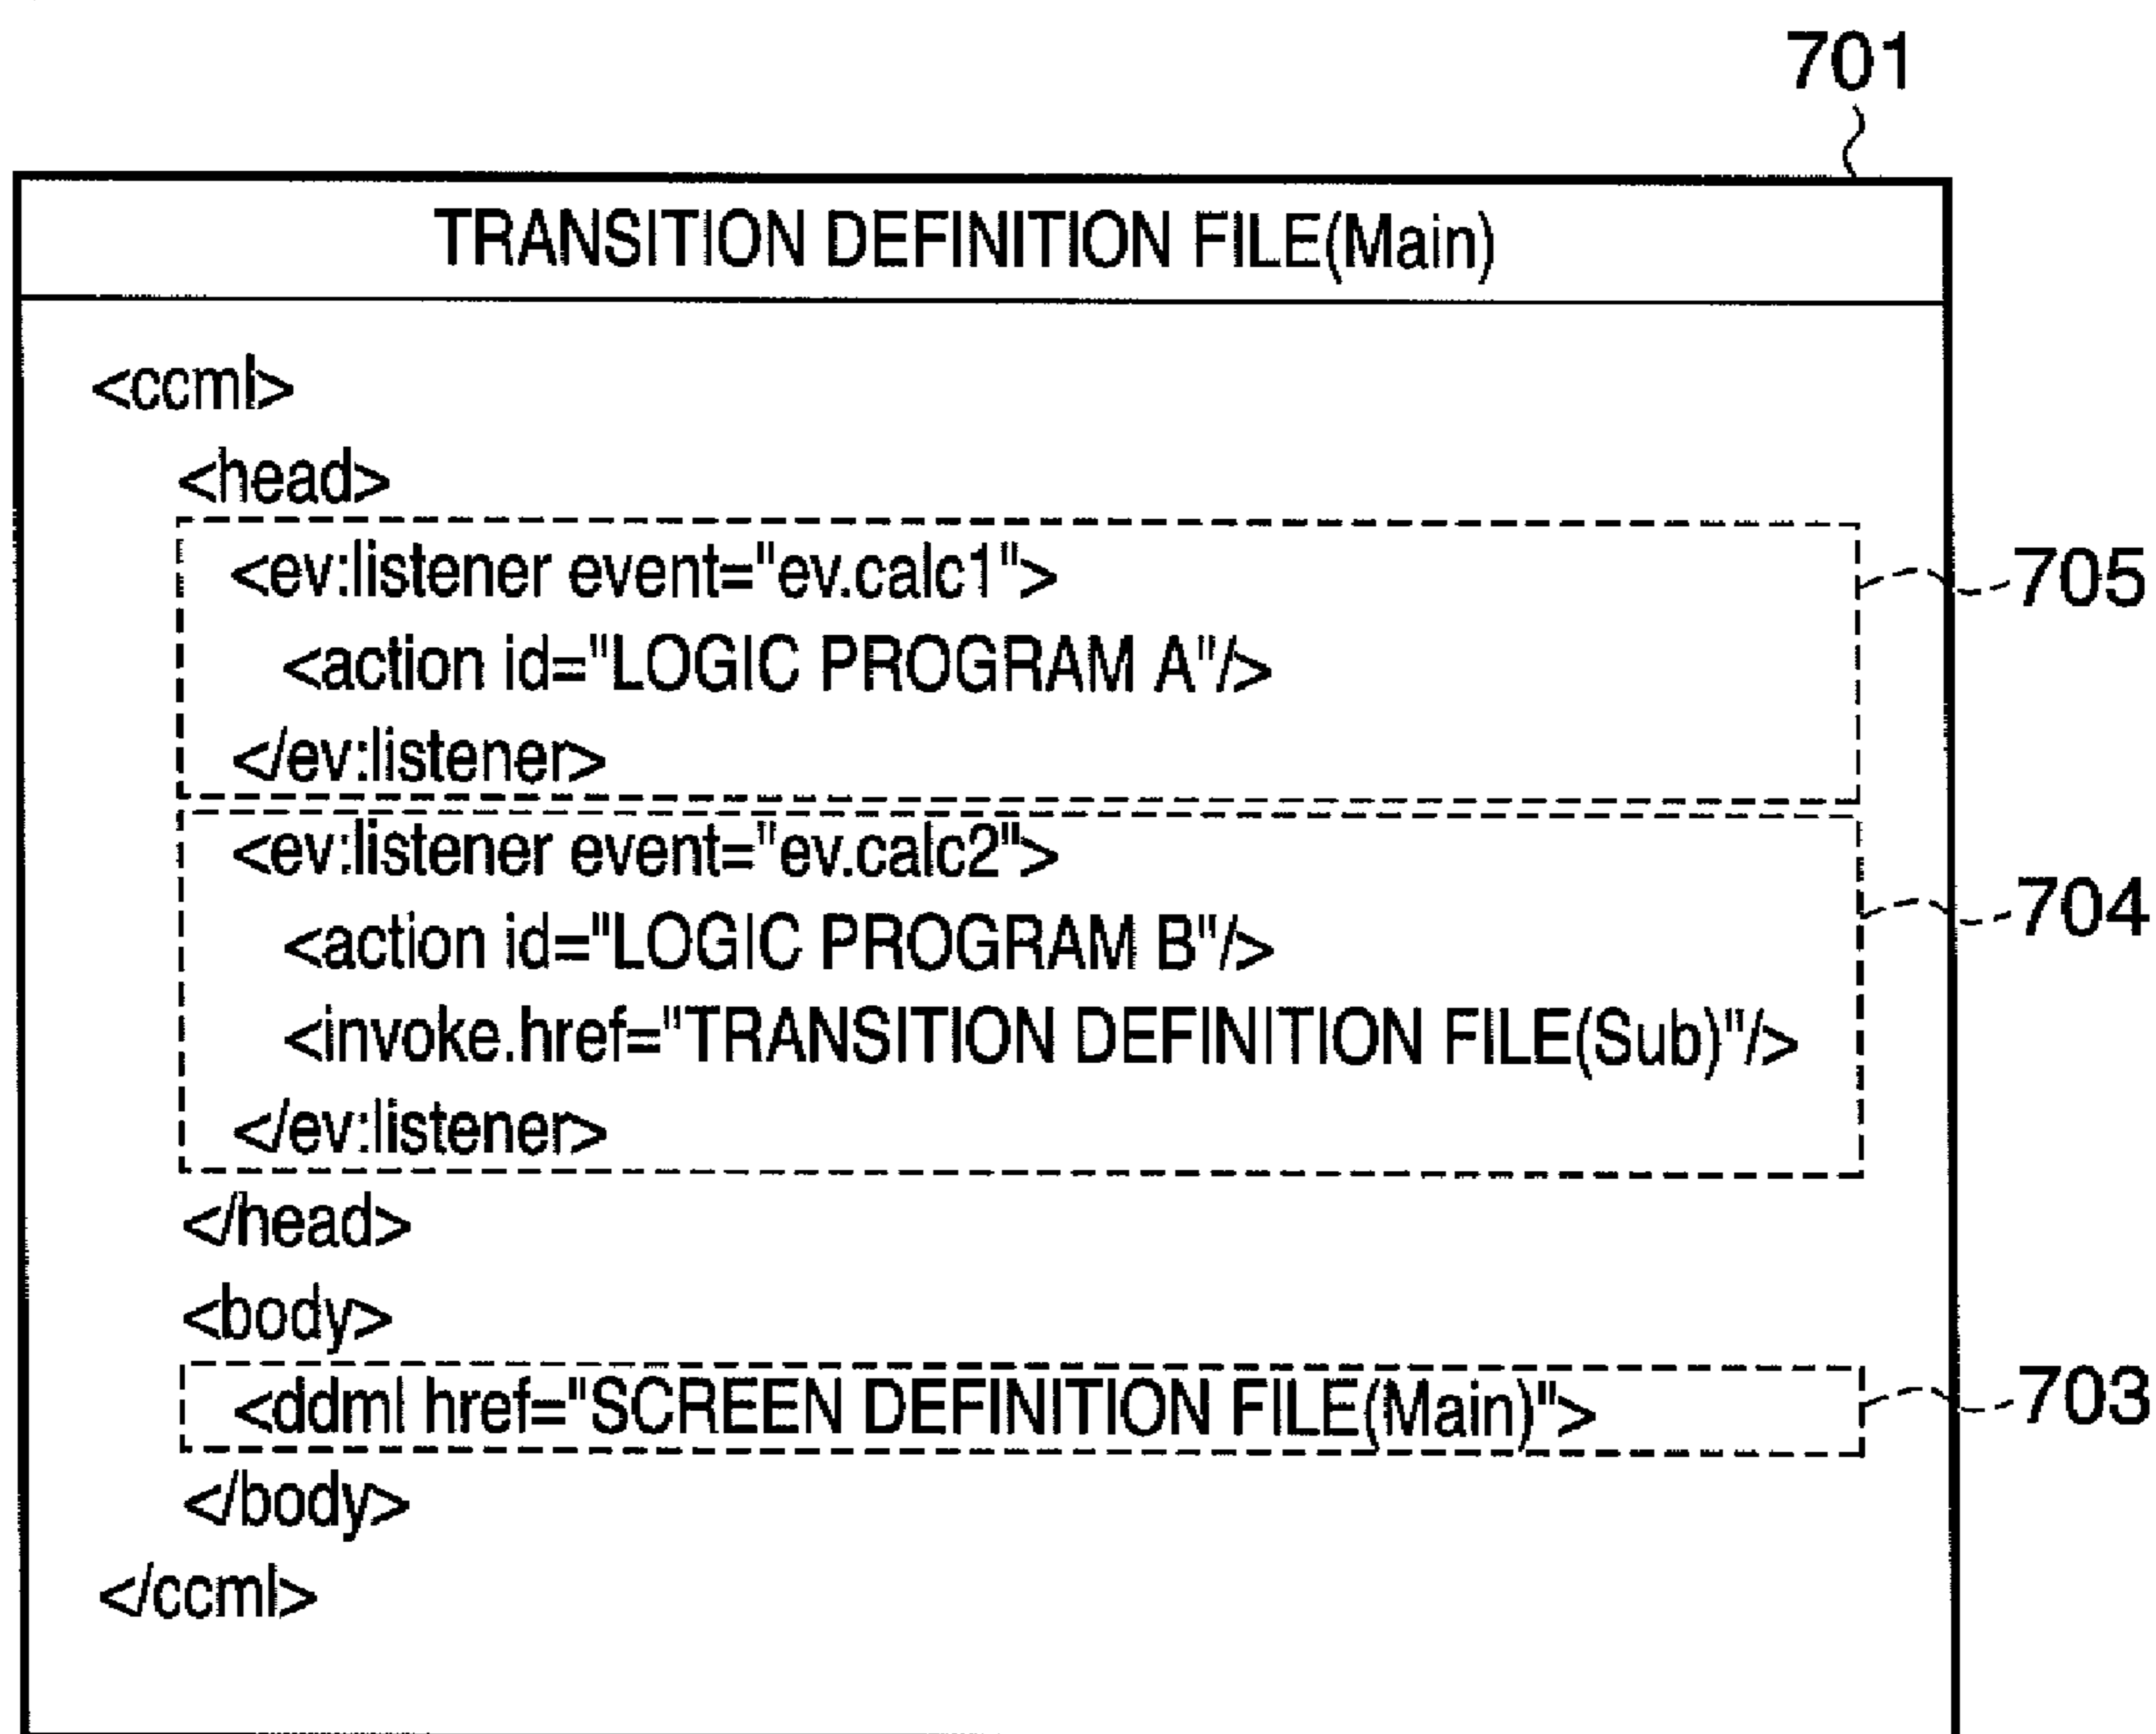 701
TRANSITION DEFINITION FILE(Main)
<ccml>
<head>
<ev:listener event="ev.calc1">
705
<action id="LOGIC PROGRAM A"/>
</ev:listener>
<ev:listener event="ev.calc2">
704
<action id="LOGIC PROGRAM B"/>
<invoke.href="TRANSITION DEFINITION FILE(Sub)"/>
</ev:listener>
</head>
<body>
<ddml href="SCREEN DEFINITION FILE(Main)">
703
</body>
</ccml>